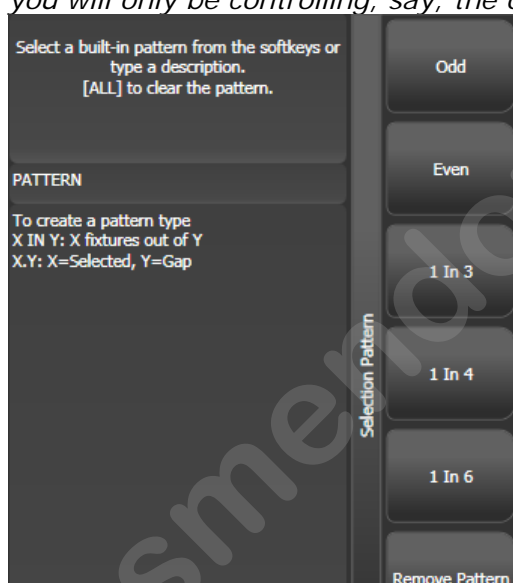 you will only be controlling, say, the
Select a built-in pattern from the softkeys or
type a description.
[ALL] to clear the pattern.
PATTERN
To create a pattern type
X IN Y: X fixtures out of Y
X.Y: X=Selected, Y=Gap
Selection Pattern
Odd
Even
1 In 3
1 In 4
1 In 6
Remove Pattern